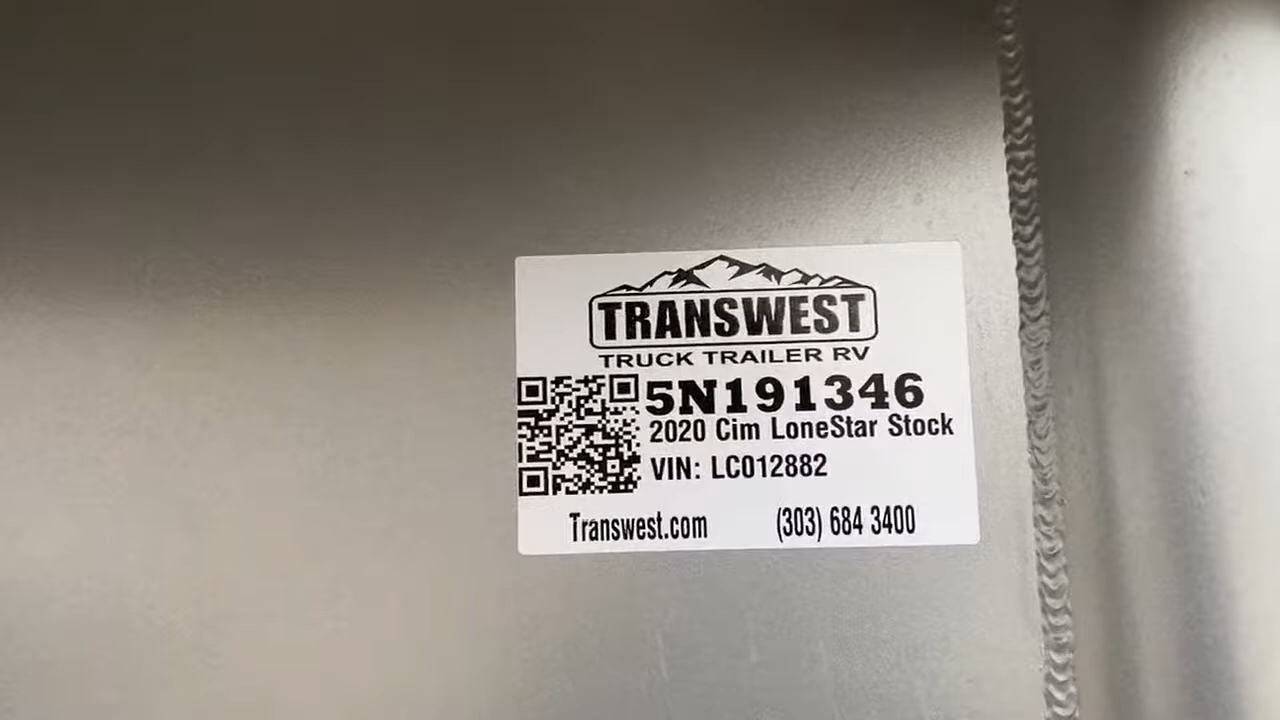 TRANSWEST
TRUCK TRAILER RV
5N191346
2020 Cim LoneStar Stock
VIN: LC012882
Transwest.com (303) 684 3400